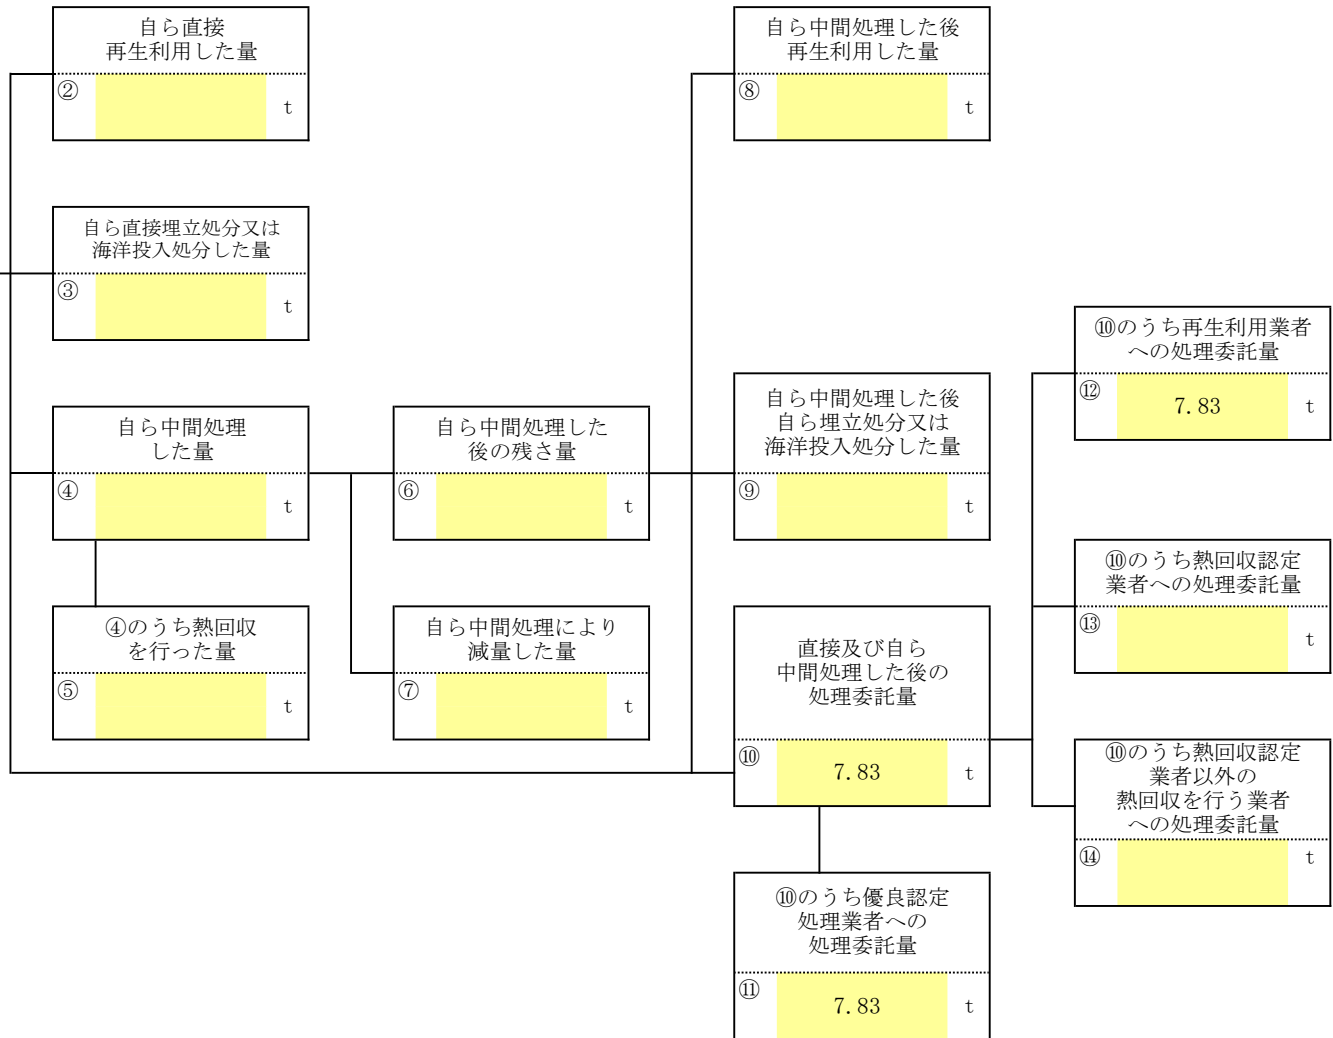 自ら直接
再生利用した量
②
t
自ら中間処理した後
再生利用した量
⑧
t
自ら直接埋立処分又は
海洋投入処分した量
③
t
⑩のうち再生利用業者
への処理委託量
⑫
7.83 t
自ら中間処理
した量
④
t
自ら中間処理した
後の残さ量
⑥
t
自ら中間処理した後
自ら埋立処分又は
海洋投入処分した量
⑨
t
⑩のうち熱回収認定
業者への処理委託量
⑬
t
④のうち熱回収
を行った量
⑤
t
自ら中間処理により
減量した量
⑦
t
直接及び自ら
中間処理した後の
処理委託量
⑩
7.83 t
⑩のうち熱回収認定
業者以外の
熱回収を行う業者
への処理委託量
⑭
t
⑩のうち優良認定
処理業者への
処理委託量
⑪
7.83 t